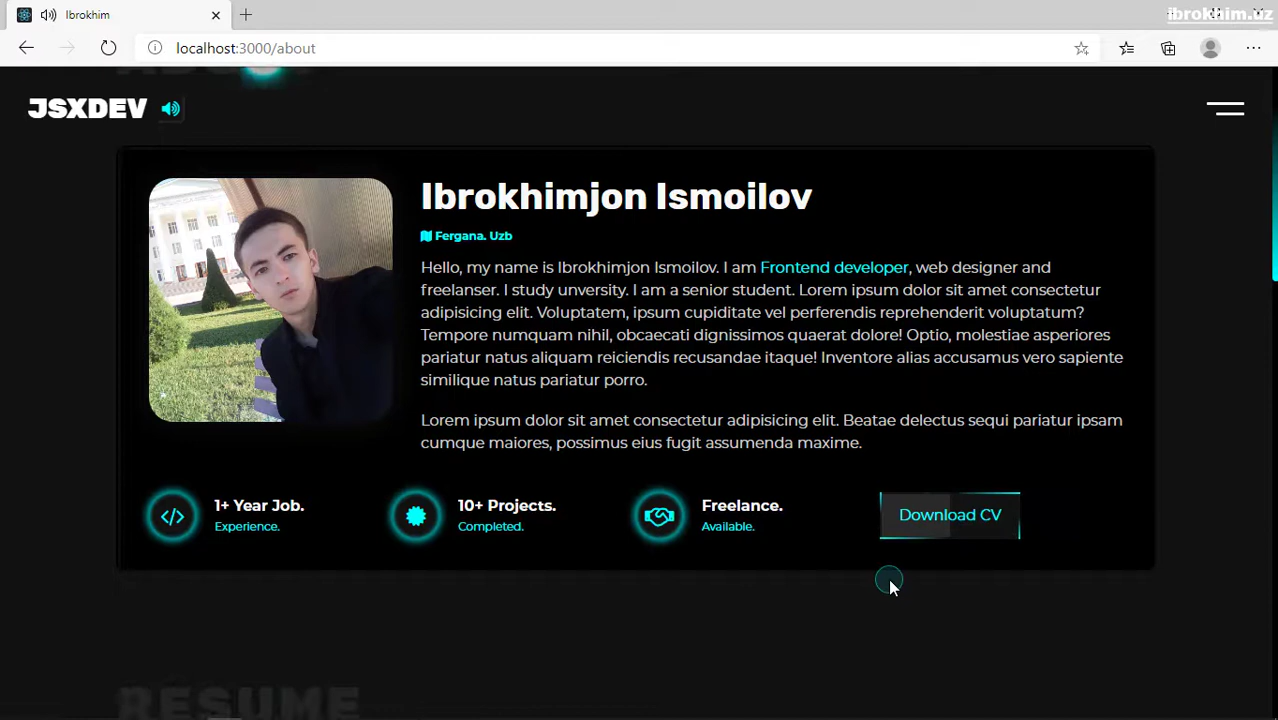 Ibrokhim
ibrokhim.uz
localhost:3000/about
ABOUT
JSXDEV
Ibrokhimjon Ismoilov
Fergana. Uzb
Hello, my name is Ibrokhimjon Ismoilov. I am Frontend developer, web designer and
freelanser. I study unversity. I am a senior student. Lorem ipsum dolor sit amet consectetur
adipisicing elit. Voluptatem, ipsum cupiditate vel perferendis reprehenderit voluptatum?
Tempore numquam nihil, obcaecati dignissimos quaerat dolore! Optio, molestiae asperiores
pariatur natus aliquam reiciendis recusandae itaque! Inventore alias accusamus vero sapiente
similique natus pariatur porro.
Lorem ipsum dolor sit amet consectetur adipisicing elit. Beatae delectus sequi pariatur ipsam
cumque maiores, possimus eius fugit assumenda maxime.
1+ Year Job.
Experience.
10+ Projects.
Completed.
Freelance.
Available.
Download CV
RESUME